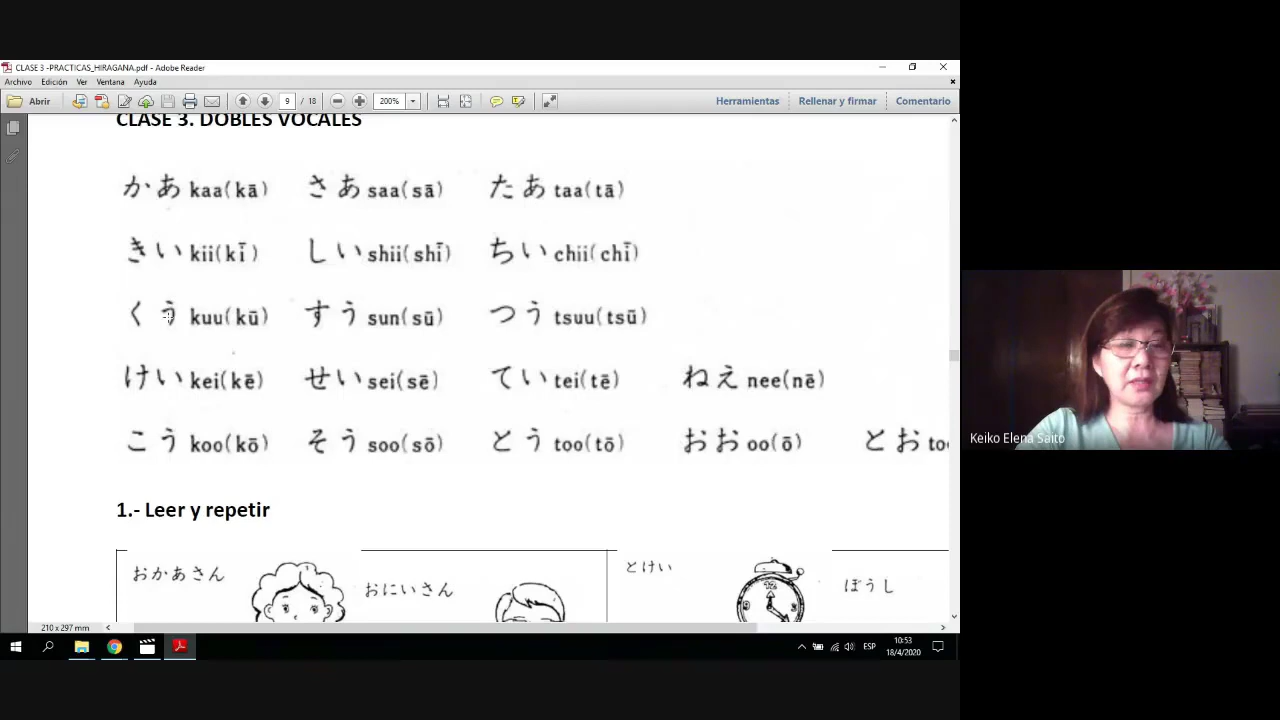 CLASE 3 -PRACTICAS_HIRAGANA.pdf - Adobe Reader
Archivo Edición Ver Ventana Ayuda
Abrir 9 / 18 200% Herramientas Rellenar y firmar Comentario
CLASE 3. DOBLES VOCALES
かあ kaa(kā) さあ saa(sā) たあ taa(tā)
きい kii(kī) しい shii(shī) ちい chii(chī)
くう kuu(kū) すう sun(sū) つう tsuu(tsū)
けい kei(kē) せい sei(sē) てい tei(tē) ねえ nee(nē)
こう koo(kō) そう soo(sō) とう too(tō) おお oo(ō) とお too
Keiko Elena Saito
1.- Leer y repetir
おかあさん おにいさん とけい ぼうし
12
9 3
210 x 297 mm
ESP 10:53
18/4/2020